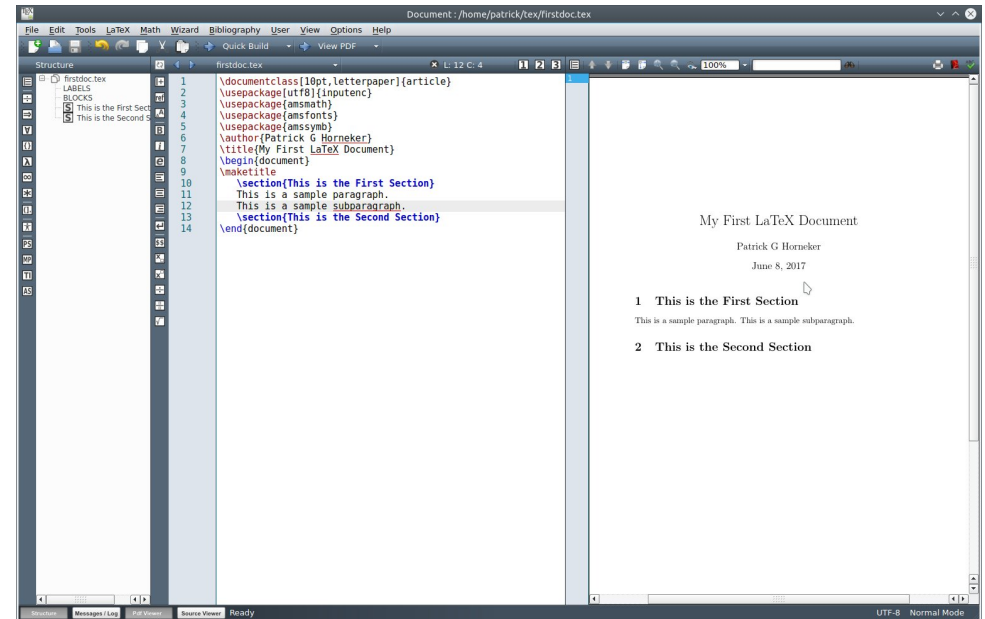 Document : /home/patrick/tex/firstdoc.tex
File Edit Tools LaTeX Math Wizard Bibliography User View Options Help
Quick Build View PDF
Structure firstdoc.tex L: 12 C: 4 1 2 3 100%
firstdoc.tex
LABELS
BLOCKS
S This is the First Sect
S This is the Second S
1 \documentclass[10pt,letterpaper]{article}
2 \usepackage[utf8]{inputenc}
3 \usepackage{amsmath}
4 \usepackage{amsfonts}
5 \usepackage{amssymb}
6 \author{Patrick G Horneker}
7 \title{My First LaTeX Document}
8 \begin{document}
9 \maketitle
10 \section{This is the First Section}
11 This is a sample paragraph.
12 This is a sample subparagraph.
13 \section{This is the Second Section}
14 \end{document}
1
My First LaTeX Document
Patrick G Horneker
June 8, 2017
1 This is the First Section
This is a sample paragraph. This is a sample subparagraph.
2 This is the Second Section
Structure Messages / Log Pdf Viewer Source Viewer Ready UTF-8 Normal Mode